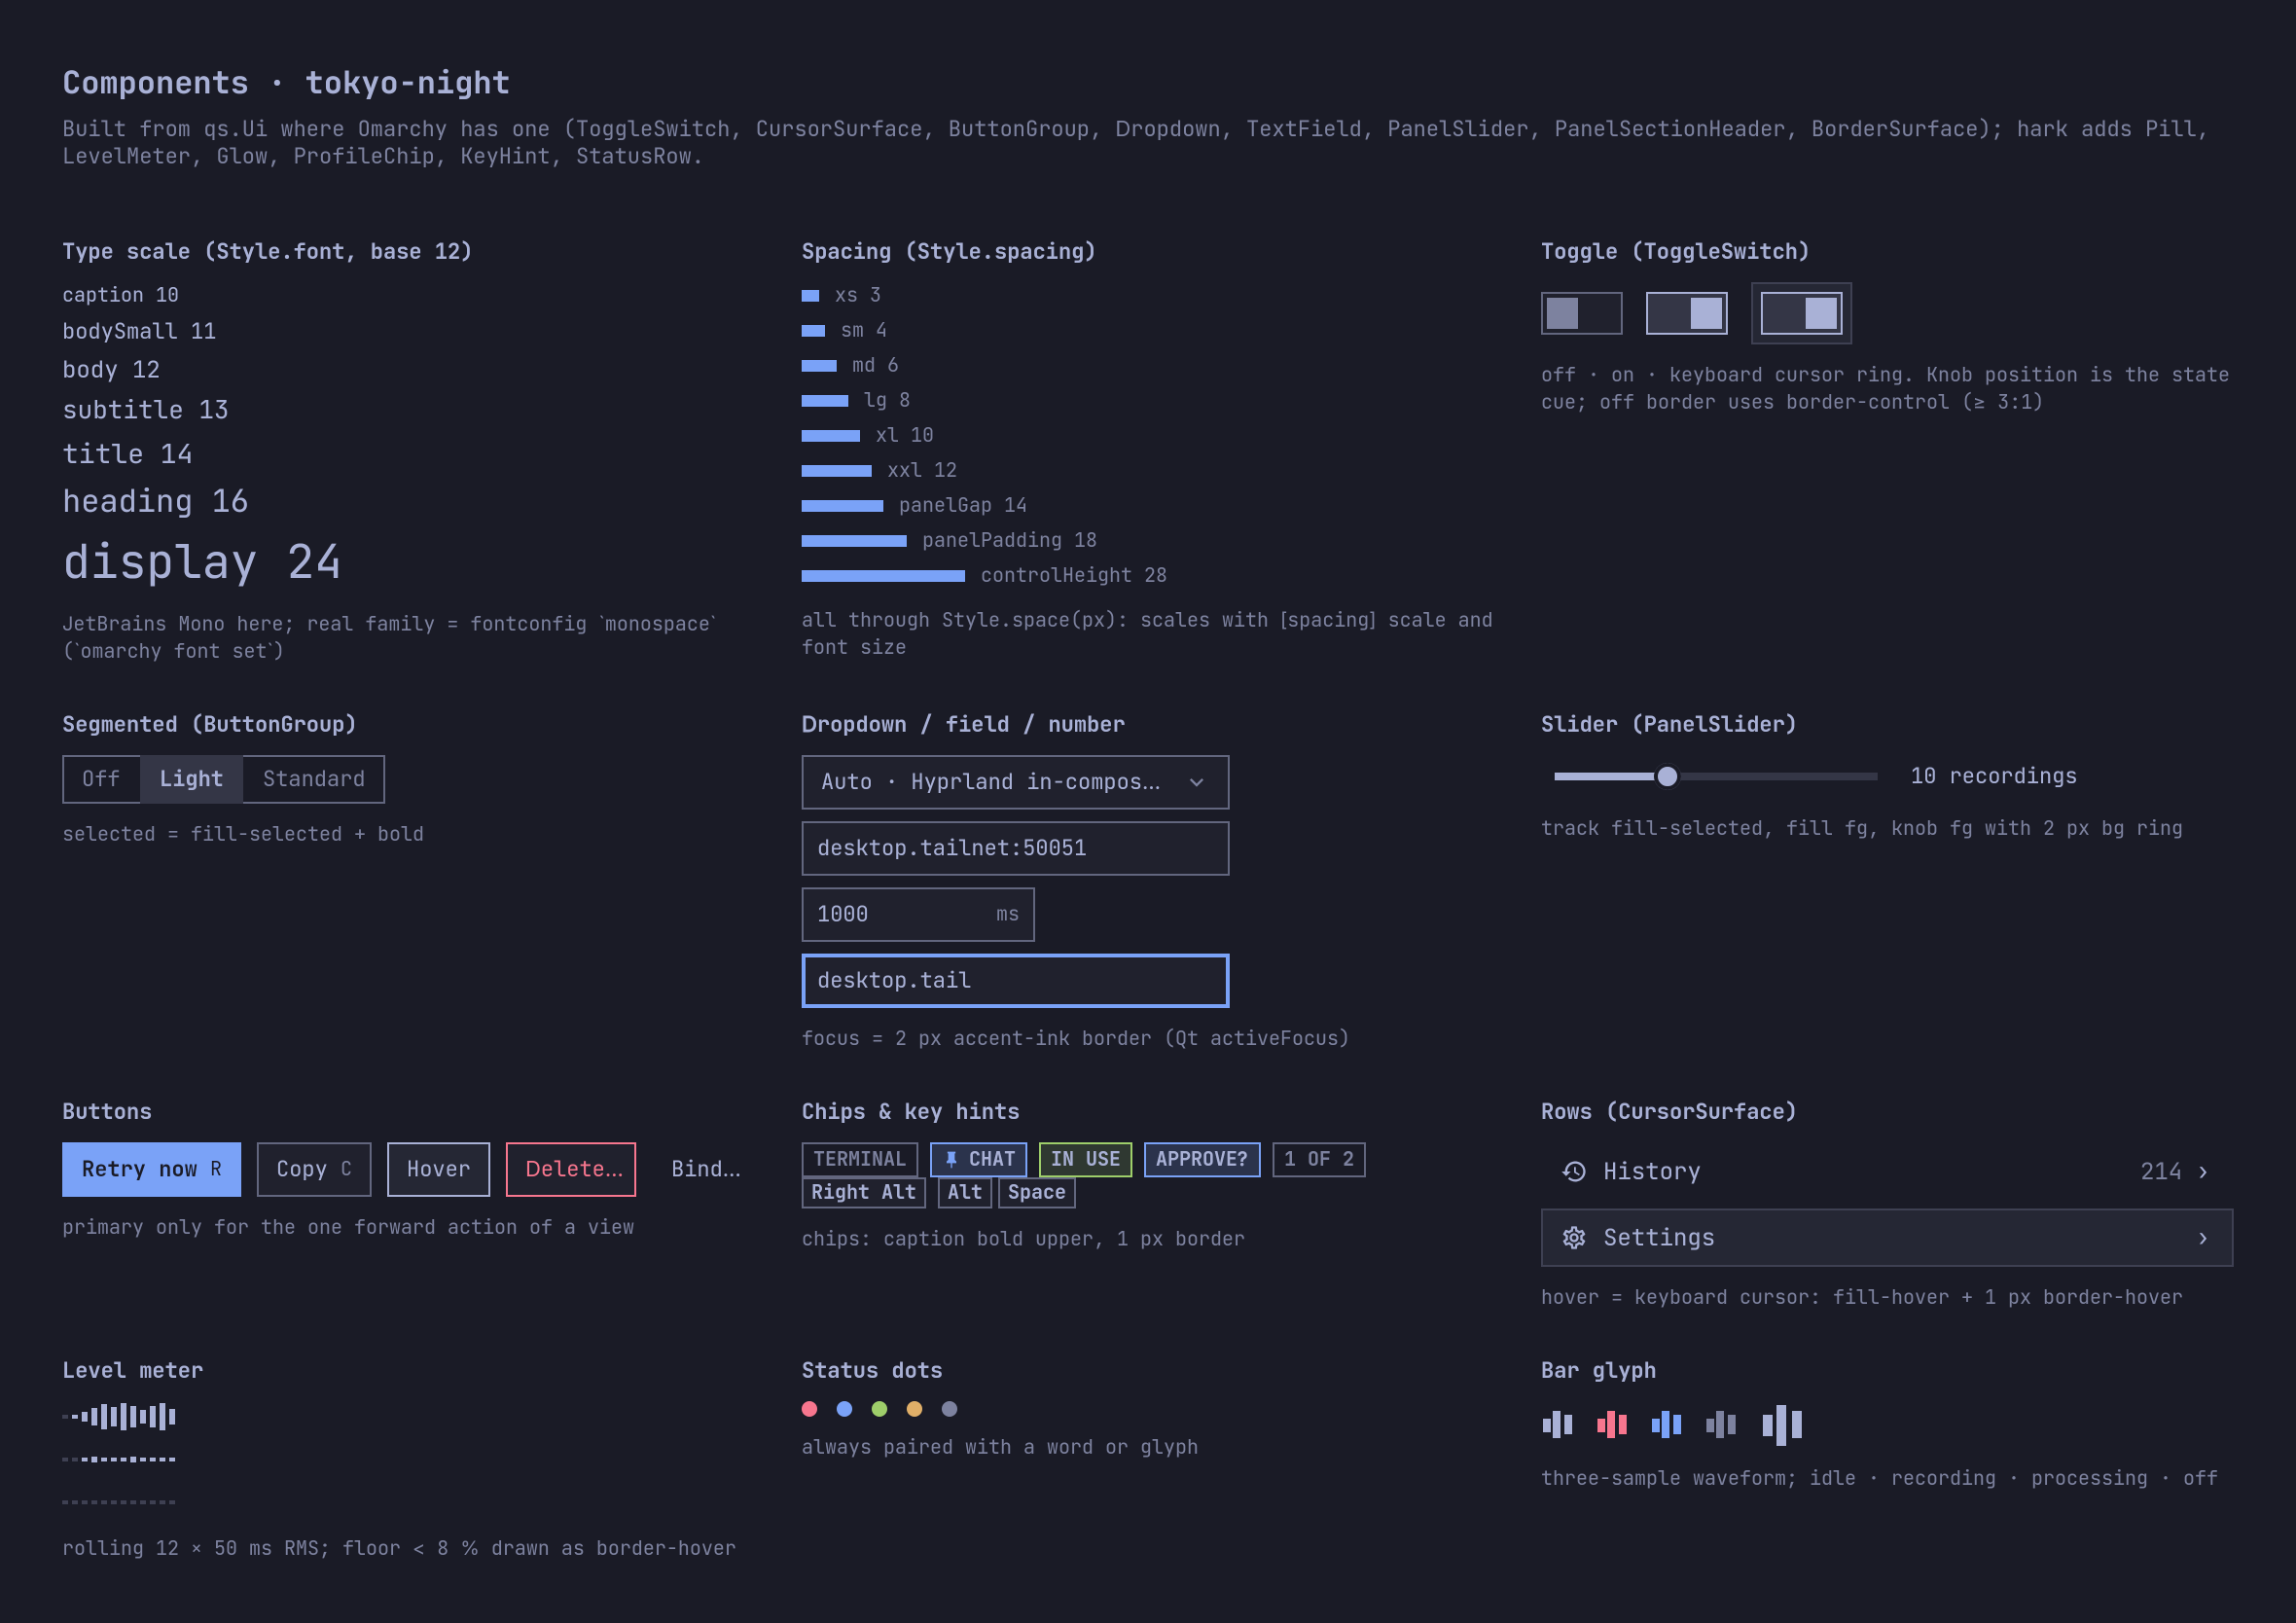 Components · tokyo-night
Built from qs.Ui where Omarchy has one (ToggleSwitch, CursorSurface, ButtonGroup, Dropdown, TextField, PanelSlider, PanelSectionHeader, BorderSurface); hark adds Pill,
LevelMeter, Glow, ProfileChip, KeyHint, StatusRow.
Type scale (Style.font, base 12)
caption 10
bodySmall 11
body 12
subtitle 13
title 14
heading 16
display 24
JetBrains Mono here; real family = fontconfig `monospace`
(`omarchy font set`)
Spacing (Style.spacing)
xs 3
sm 4
md 6
lg 8
xl 10
xxl 12
panelGap 14
panelPadding 18
controlHeight 28
all through Style.space(px): scales with [spacing] scale and
font size
Toggle (ToggleSwitch)
off · on · keyboard cursor ring. Knob position is the state
cue; off border uses border-control (≥ 3:1)
Segmented (ButtonGroup)
Off Light Standard
selected = fill-selected + bold
Dropdown / field / number
Auto · Hyprland in-compos…
desktop.tailnet:50051
1000 ms
desktop.tail
focus = 2 px accent-ink border (Qt activeFocus)
Slider (PanelSlider)
10 recordings
track fill-selected, fill fg, knob fg with 2 px bg ring
Buttons
Retry now R Copy C Hover Delete… Bind…
primary only for the one forward action of a view
Chips & key hints
TERMINAL CHAT IN USE APPROVE? 1 OF 2
Right Alt Alt Space
chips: caption bold upper, 1 px border
Rows (CursorSurface)
History 214 ›
Settings ›
hover = keyboard cursor: fill-hover + 1 px border-hover
Level meter
rolling 12 × 50 ms RMS; floor < 8 % drawn as border-hover
Status dots
always paired with a word or glyph
Bar glyph
three-sample waveform; idle · recording · processing · off